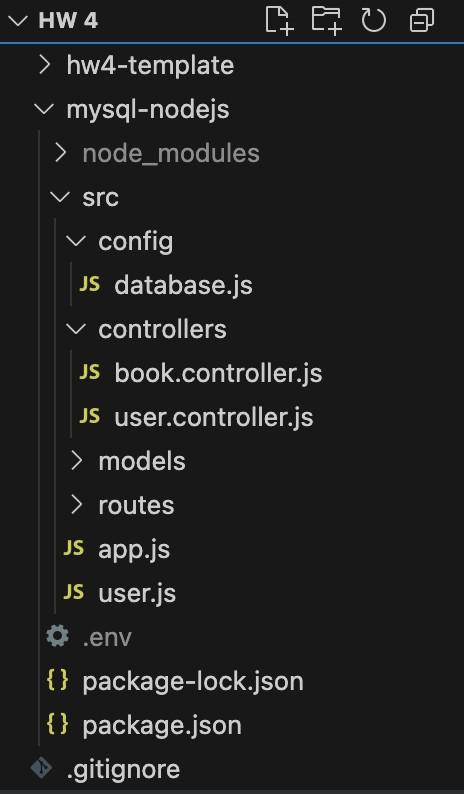 HW 4
hw4-template
mysql-nodejs
node_modules
src
config
JS database.js
controllers
JS book.controller.js
JS user.controller.js
models
routes
JS app.js
JS user.js
.env
{} package-lock.json
{} package.json
.gitignore